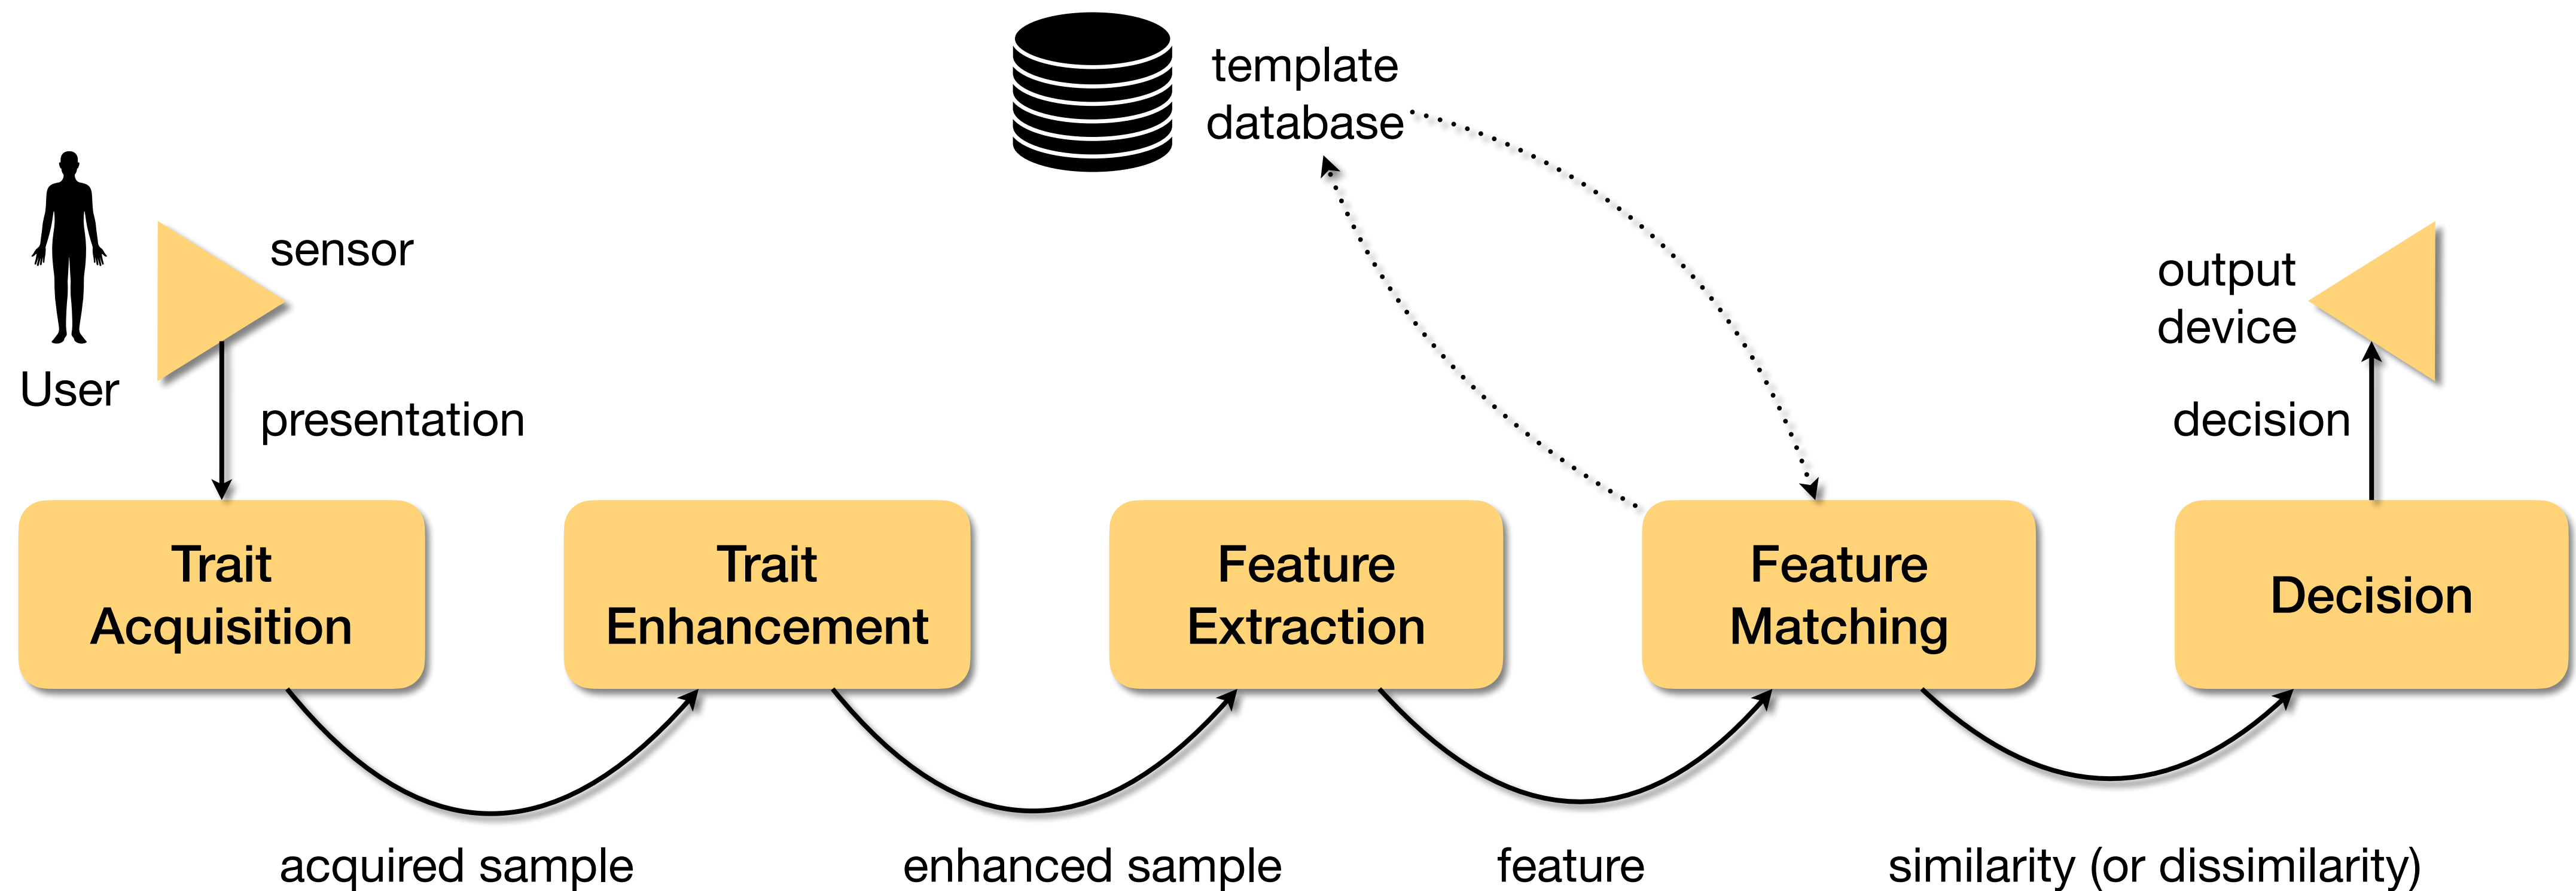 template
database
sensor
User
presentation
output
device
decision
Trait
Acquisition
Trait
Enhancement
Feature
Extraction
Feature
Matching
Decision
acquired sample
enhanced sample
feature
similarity (or dissimilarity)